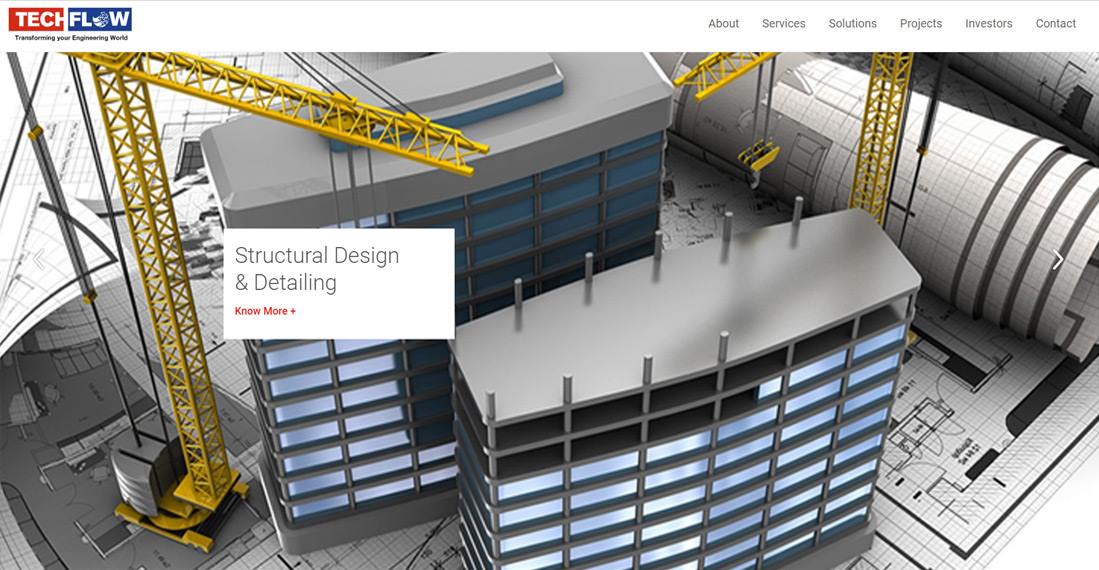 TECHFLOW
Transforming your Engineering World
About Services Solutions Projects Investors Contact
Structural Design
& Detailing
Know More +